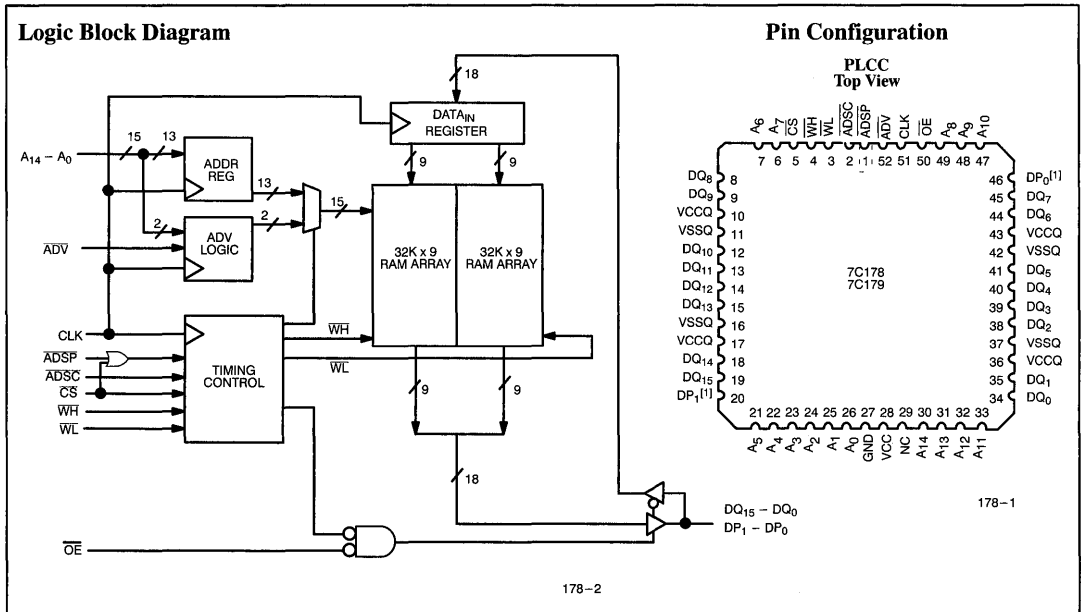 Logic Block Diagram
18
DATAIN
REGISTER
15
13
A14 – A0
ADDR
REG
13
9
9
15
2
ADV
LOGIC
2
ADV
32K x 9
RAM ARRAY
32K x 9
RAM ARRAY
CLK
ADSP
ADSC
CS
WH
WL
TIMING
CONTROL
WH
WL
9
9
18
DQ15 – DQ0
DP1 – DP0
OE
178–2
Pin Configuration
PLCC
Top View
A6 A7 CS WH WL ADSC ADSP ADV CLK OE A8 A9 A10
7 6 5 4 3 2 1 52 51 50 49 48 47
DQ8 8
DQ9 9
VCCQ 10
VSSQ 11
DQ10 12
DQ11 13
DQ12 14
DQ13 15
VSSQ 16
VCCQ 17
DQ14 18
DQ15 19
DP1[1] 20
7C178
7C179
46 DP0[1]
45 DQ7
44 DQ6
43 VCCQ
42 VSSQ
41 DQ5
40 DQ4
39 DQ3
38 DQ2
37 VSSQ
36 VCCQ
35 DQ1
34 DQ0
21 22 23 24 25 26 27 28 29 30 31 32 33
A5 A4 A3 A2 A1 A0 GND VCC NC A14 A13 A12 A11
178–1